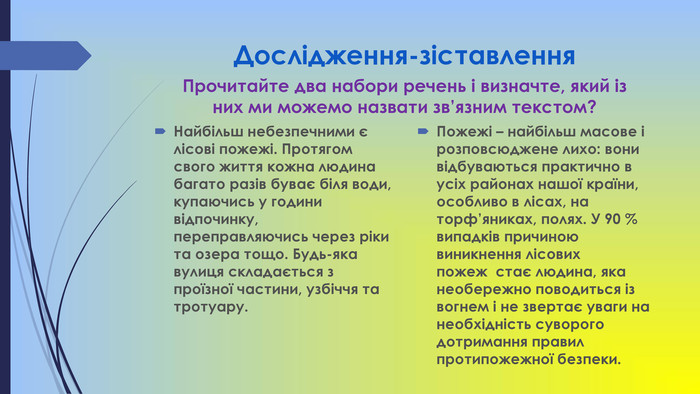 Дослідження-зіставлення
Прочитайте два набори речень і визначте, який із
них ми можемо назвати зв’язним текстом?
Найбільш небезпечними є
лісові пожежі. Протягом
свого життя кожна людина
багато разів буває біля води,
купаючись у години
відпочинку,
переправляючись через ріки
та озера тощо. Будь-яка
вулиця складається з
проїзної частини, узбіччя та
тротуару.
Пожежі – найбільш масове і
розповсюджене лихо: вони
відбуваються практично в
усіх районах нашої країни,
особливо в лісах, на
торф’яниках, полях. У 90 %
випадків причиною
виникнення лісових
пожеж стає людина, яка
необережно поводиться із
вогнем і не звертає уваги на
необхідність суворого
дотримання правил
протипожежної безпеки.